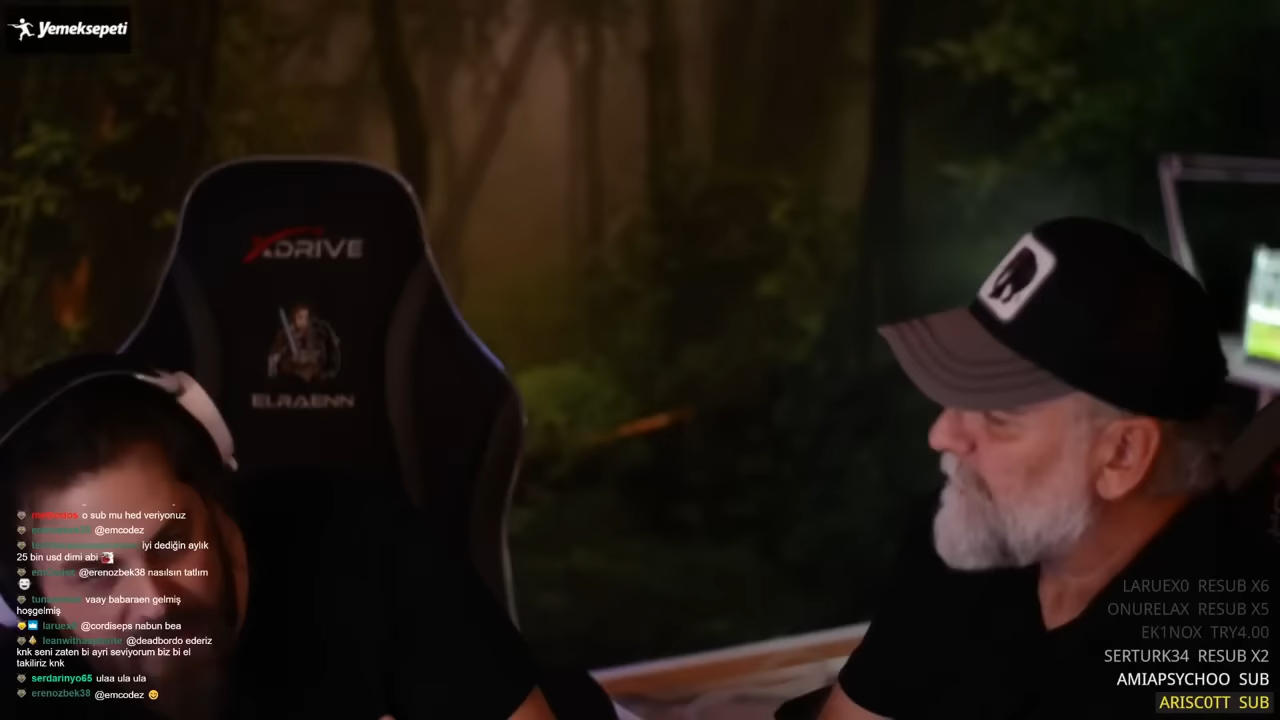 Yemeksepeti
XDRIVE
ELRAENN
o sub mu hed veriyonuz
@emcodez
iyi dediğin aylık
25 bin usd dimi abi
@erenozbek38 nasılsın tatlım
vaay babaraen gelmiş
hoşgelmiş
@cordiseps nabun bea
@deadbordo ederiz
knk seni zaten bi ayri seviyorum biz bi el
takiliriz knk
serdarinyo65 ulaa ula ula
erenozbek38 @emcodez
LARUEX0 RESUB X6
ONURELAX RESUB X5
EK1NOX TRY4.00
SERTURK34 RESUB X2
AMIAPSYCHOO SUB
ARISC0TT SUB